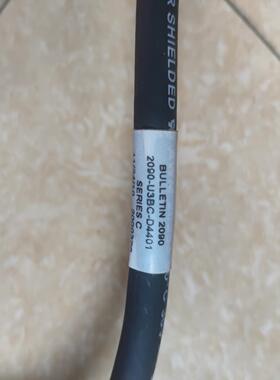 R SHIELDED
BULLETIN 2090
2090-U3BC-D4401
SERIES C